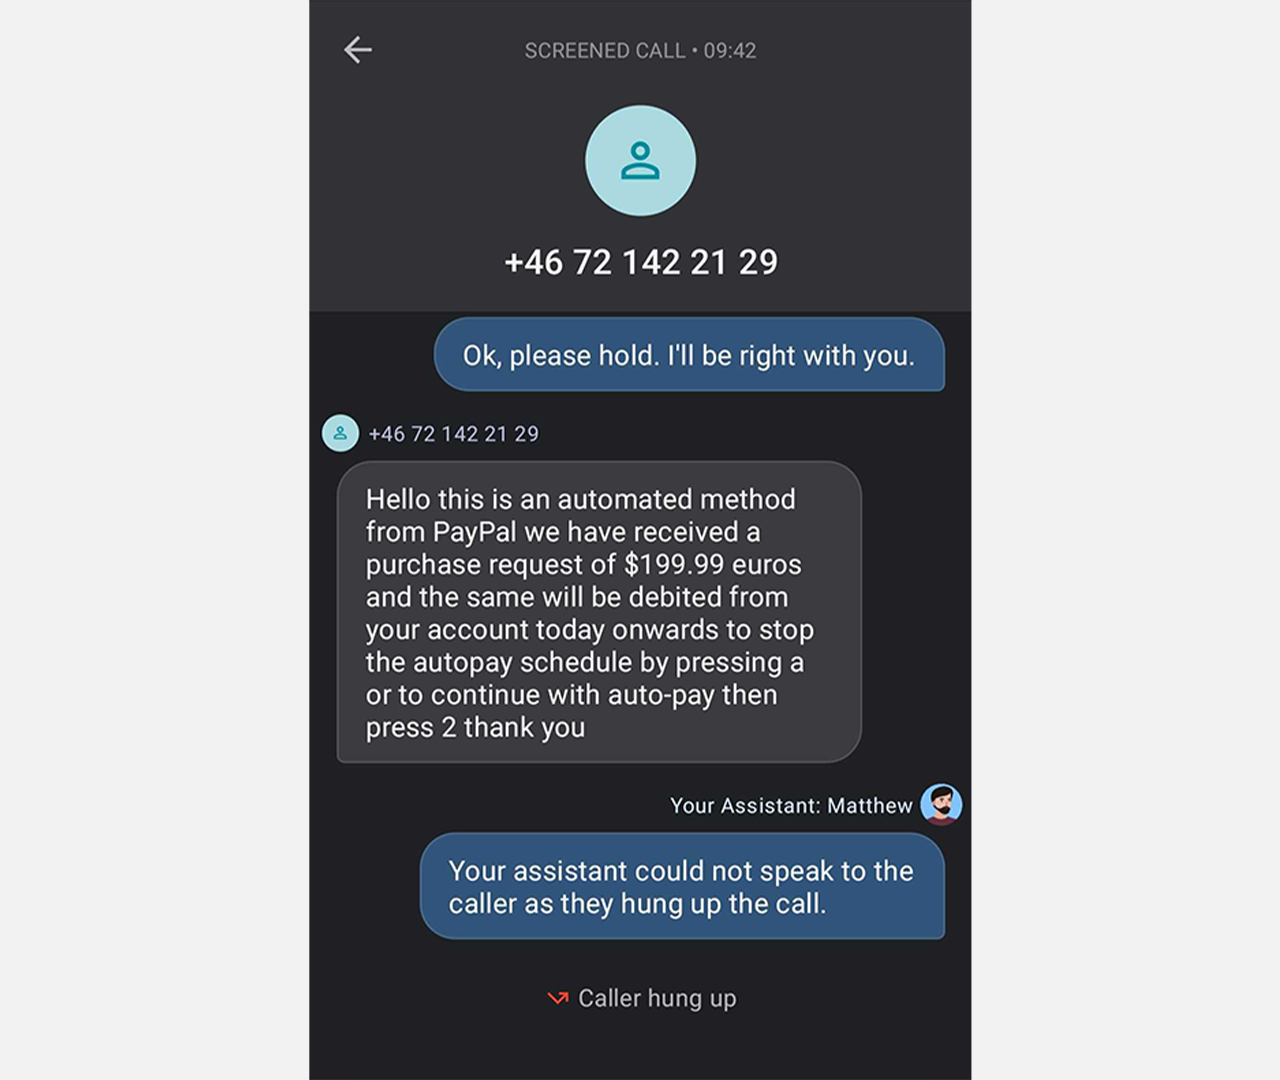 SCREENED CALL • 09:42
+46 72 142 21 29
Ok, please hold. I'll be right with you.
+46 72 142 21 29
Hello this is an automated method
from PayPal we have received a
purchase request of $199.99 euros
and the same will be debited from
your account today onwards to stop
the autopay schedule by pressing a
or to continue with auto-pay then
press 2 thank you
Your Assistant: Matthew
Your assistant could not speak to the
caller as they hung up the call.
Caller hung up